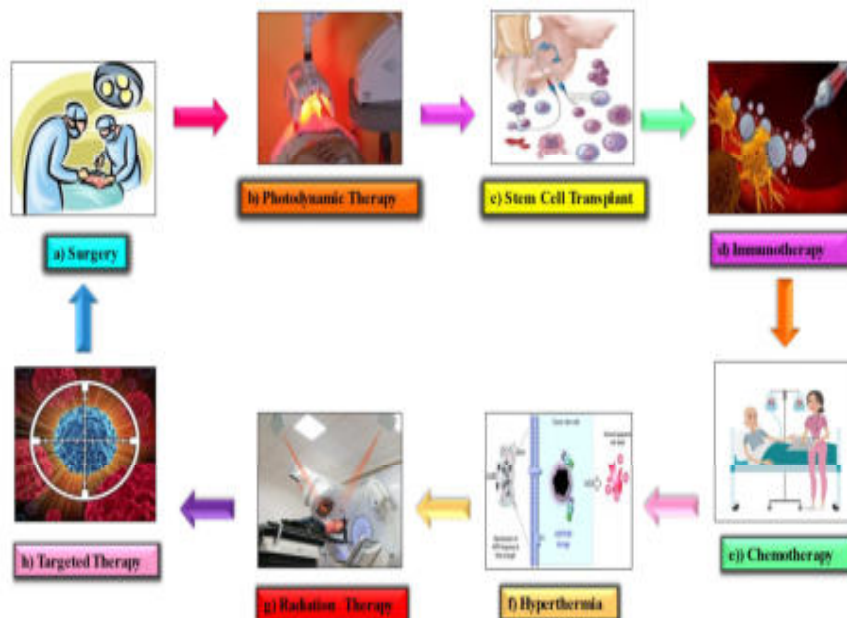 b) Photodynamic Therapy
c) Stem Cell Transplant
a) Surgery
d) Immunotherapy
h) Targeted Therapy
e)) Chemotherapy
g) Radiation Therapy
f) Hyperthermia